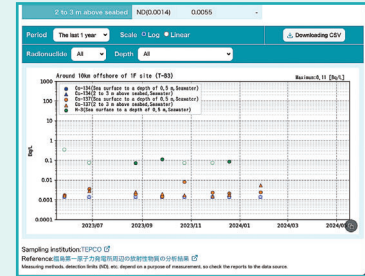 2 to 3 m above seabed ND(0.0014) 0.0055 -
Period The last 1 year Scale Log Linear Downloading CSV
Radionuclide All Depth All
Around 10km offshore of 1F site (T-S3) Maximum:0.11 [Bq/L]
Cs-134(Sea surface to a depth of 0.5 m,Seawater)
Cs-134(2 to 3 m above seabed,Seawater)
Cs-137(Sea surface to a depth of 0.5 m,Seawater)
Cs-137(2 to 3 m above seabed,Seawater)
H-3(Sea surface to a depth of 0.5 m,Seawater)
1000
100
10
1
0.1
0.01
0.001
0.0001
Bq/L
2023/07 2023/09 2023/11 2024/01 2024/03 2024/05
Sampling institution:TEPCO
Reference:福島第一原子力発電所周辺の放射性物質の分析結果
Measuring methods, detection limits (ND), etc. depend on a purpose of measurement, so check the reports to the data source.